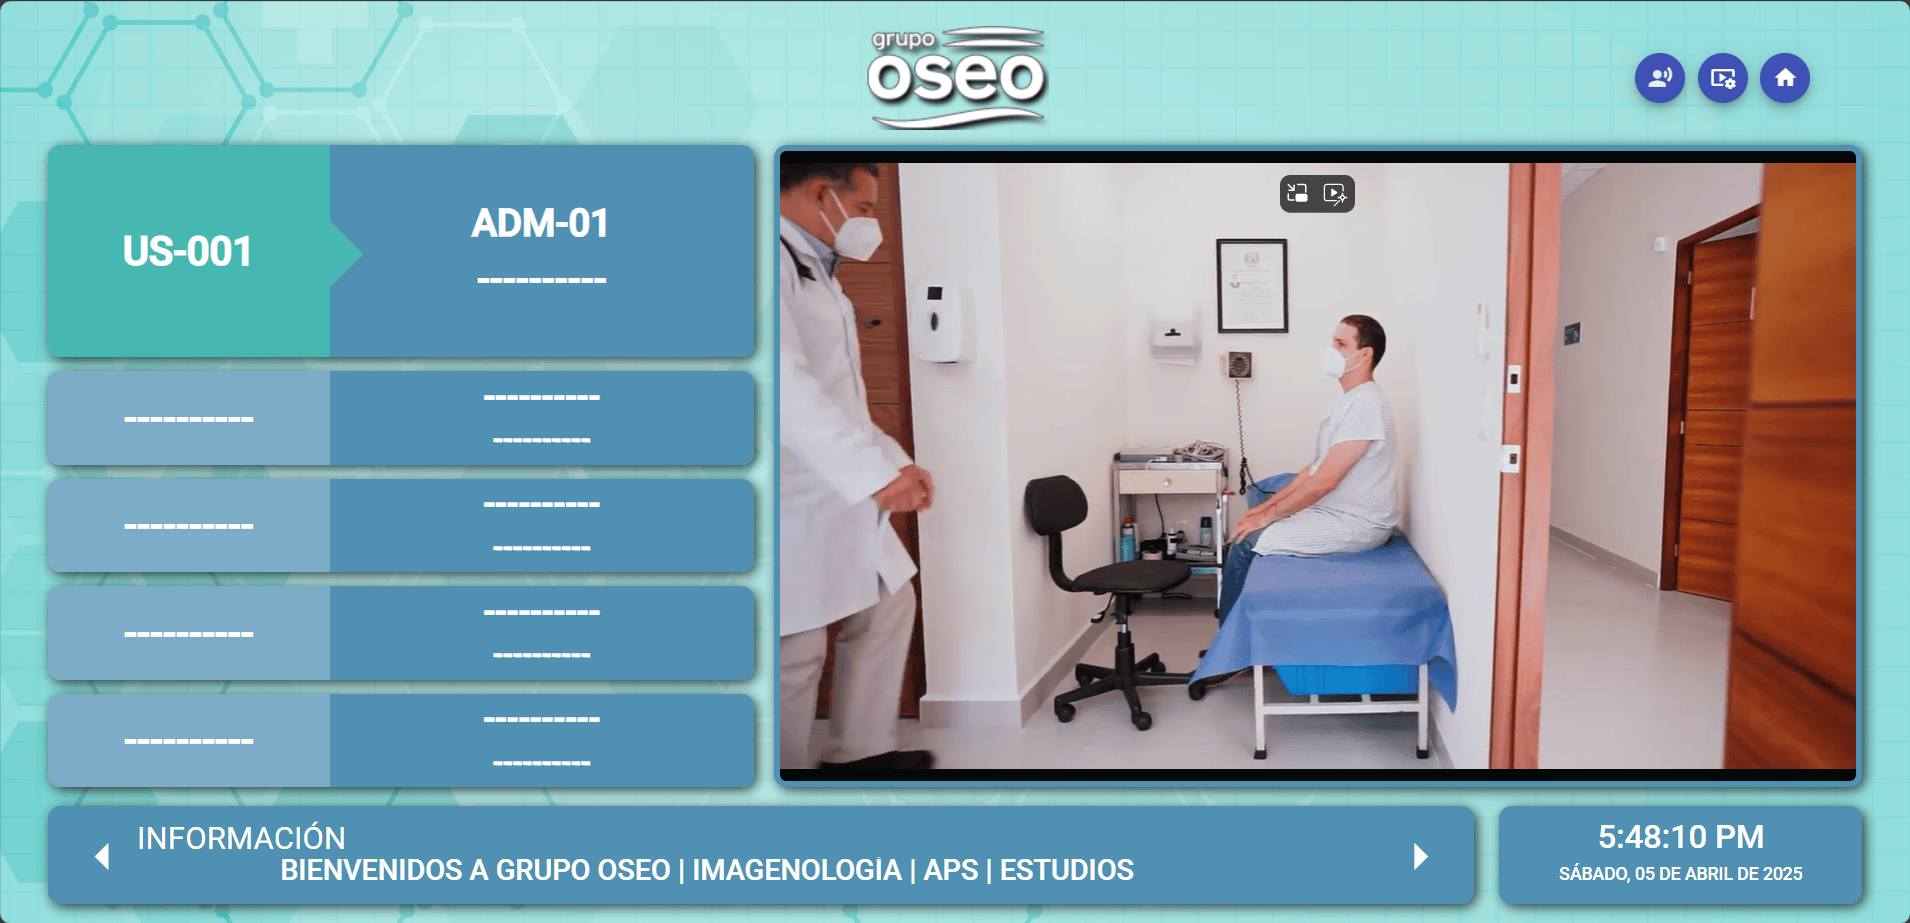 grupo
oseo
US-001
ADM-01
----------
----------
----------
----------
----------
----------
----------
----------
----------
----------
----------
----------
----------
INFORMACIÓN
BIENVENIDOS A GRUPO OSEO | IMAGENOLOGÍA | APS | ESTUDIOS
5:48:10 PM
SÁBADO, 05 DE ABRIL DE 2025